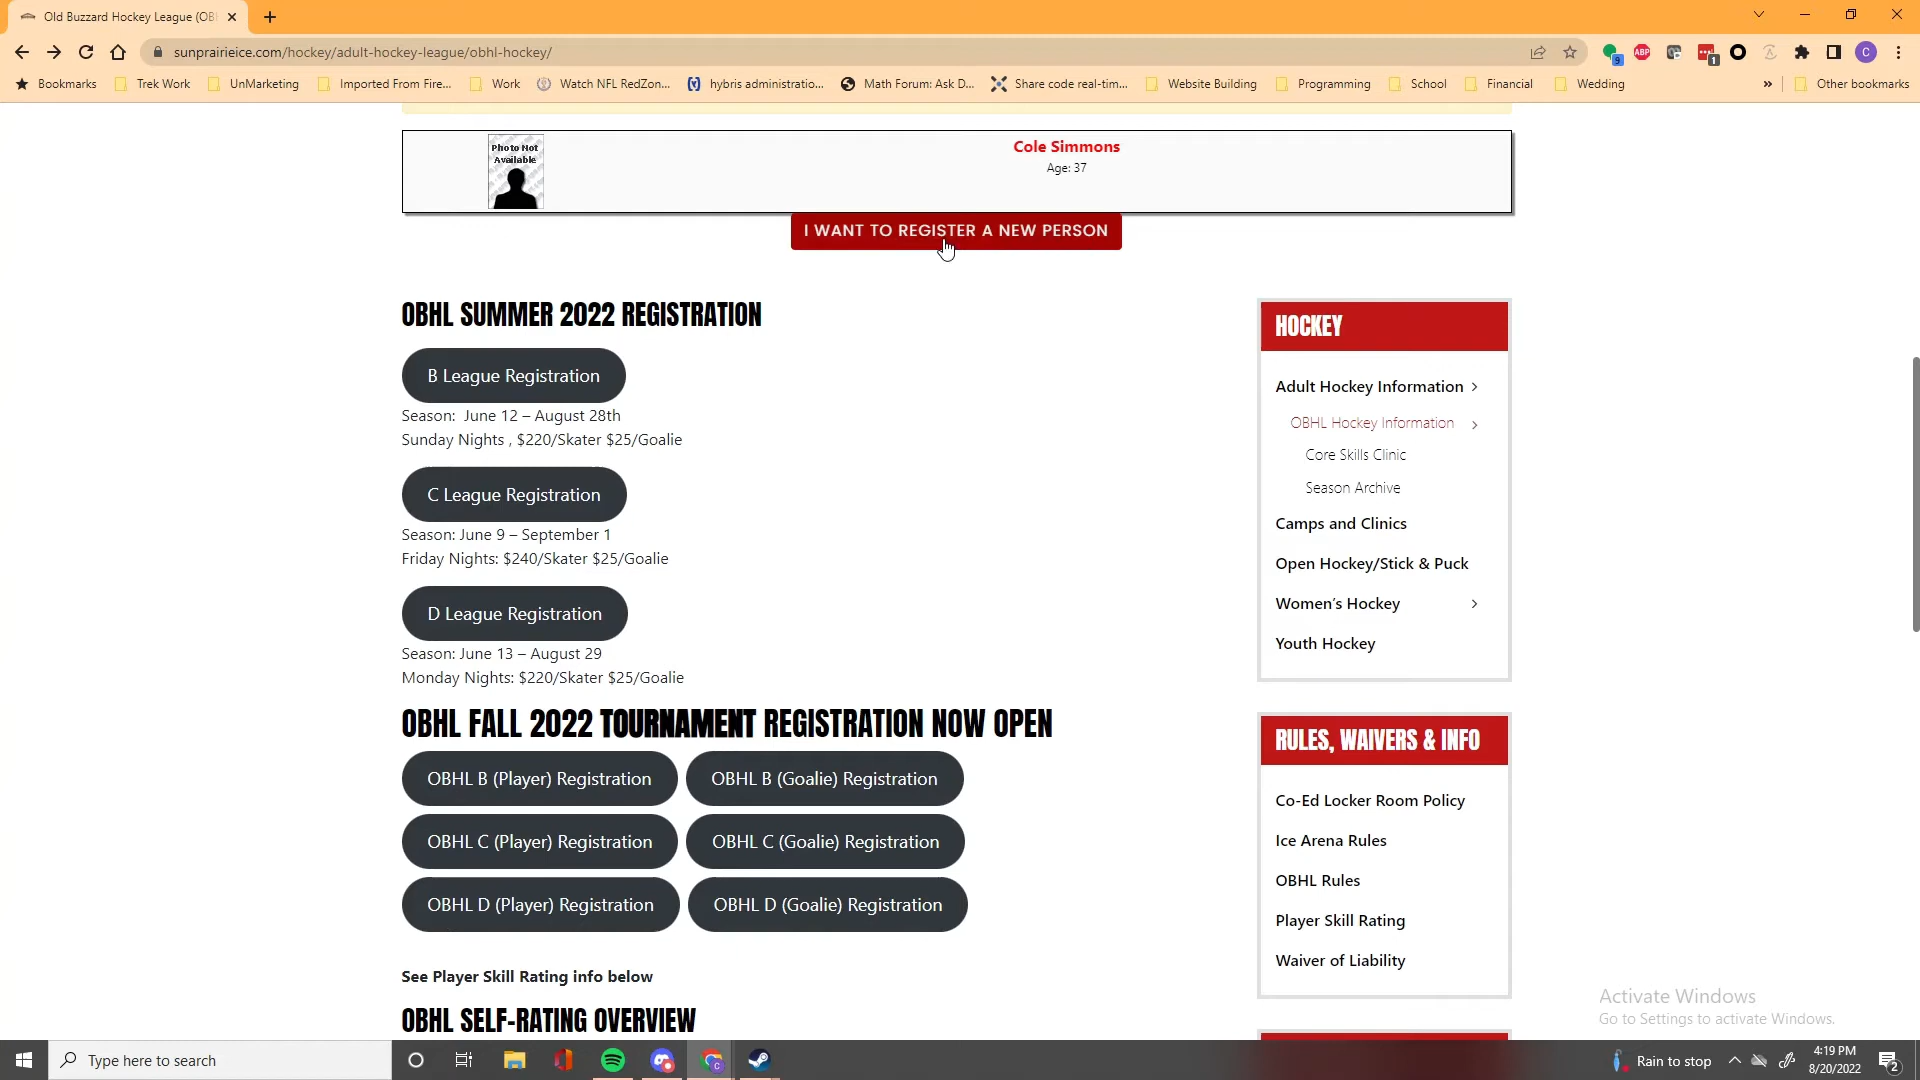 Old Buzzard Hockey League (OBH
sunprairieice.com/hockey/adult-hockey-league/obhl-hockey/
9
ABP
1
C
Bookmarks
Trek Work
UnMarketing
Imported From Fire...
Work
Watch NFL RedZon...
hybris administratio...
Math Forum: Ask D...
Share code real-tim...
Website Building
Programming
School
Financial
Wedding
»
Other bookmarks
Photo Not
Available
Cole Simmons
Age: 37
I WANT TO REGISTER A NEW PERSON
OBHL SUMMER 2022 REGISTRATION
B League Registration
Season:  June 12 – August 28th
Sunday Nights , $220/Skater $25/Goalie
C League Registration
Season: June 9 – September 1
Friday Nights: $240/Skater $25/Goalie
D League Registration
Season: June 13 – August 29
Monday Nights: $220/Skater $25/Goalie
OBHL FALL 2022 TOURNAMENT REGISTRATION NOW OPEN
OBHL B (Player) Registration
OBHL B (Goalie) Registration
OBHL C (Player) Registration
OBHL C (Goalie) Registration
OBHL D (Player) Registration
OBHL D (Goalie) Registration
See Player Skill Rating info below
OBHL SELF-RATING OVERVIEW
HOCKEY
Adult Hockey Information
OBHL Hockey Information
Core Skills Clinic
Season Archive
Camps and Clinics
Open Hockey/Stick & Puck
Women's Hockey
Youth Hockey
RULES, WAIVERS & INFO
Co-Ed Locker Room Policy
Ice Arena Rules
OBHL Rules
Player Skill Rating
Waiver of Liability
Activate Windows
Go to Settings to activate Windows.
Type here to search
Rain to stop
4:19 PM
8/20/2022
2